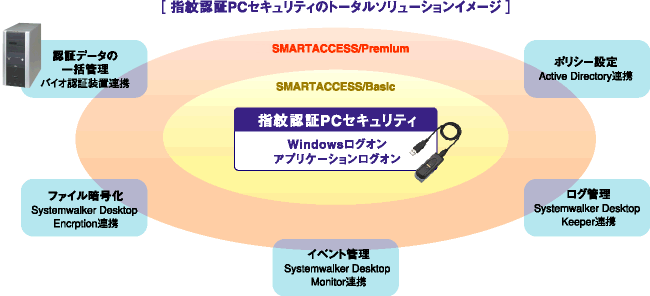 [ 指紋認証PCセキュリティのトータルソリューションイメージ ]
SMARTACCESS/Premium
SMARTACCESS/Basic
指紋認証PCセキュリティ
Windowsログオン
アプリケーションログオン
認証データの
一括管理
バイオ認証装置連携
ポリシー設定
Active Directory連携
ファイル暗号化
Systemwalker Desktop
Encrption連携
ログ管理
Systemwalker Desktop
Keeper連携
イベント管理
Systemwalker Desktop
Monitor連携